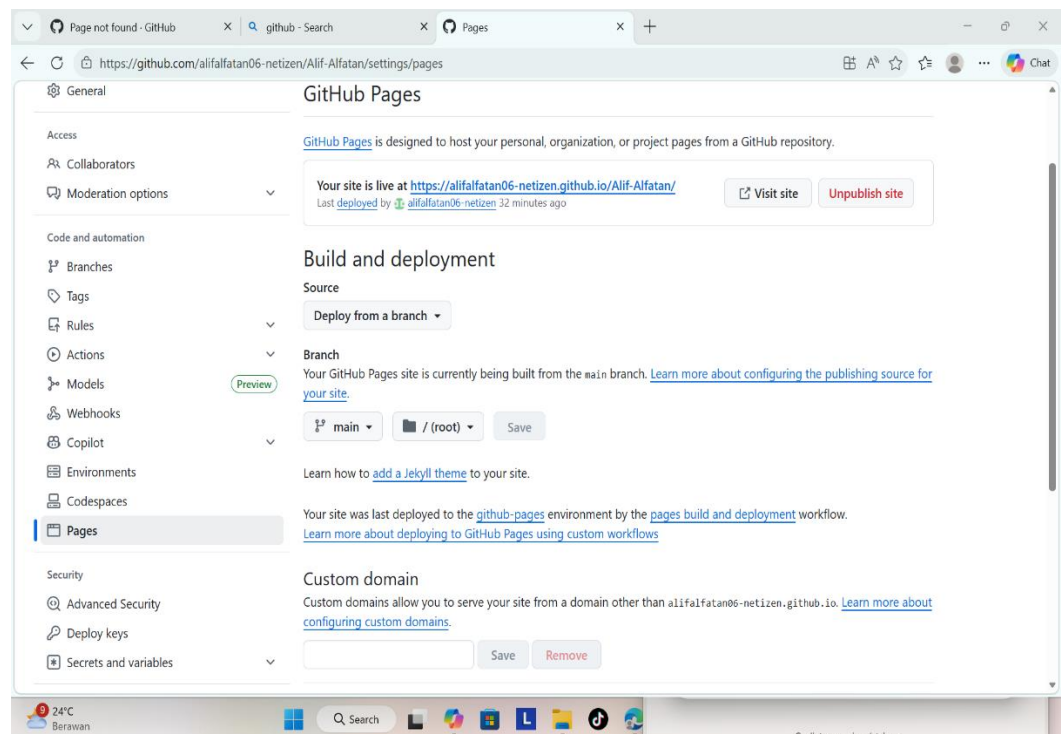 Page not found · GitHub
github - Search
Pages
https://github.com/alifalfatan06-netizen/Alif-Alfatan/settings/pages
Chat
General
Access
Collaborators
Moderation options
Code and automation
Branches
Tags
Rules
Actions
Models
Preview
Webhooks
Copilot
Environments
Codespaces
Pages
Security
Advanced Security
Deploy keys
Secrets and variables
GitHub Pages
GitHub Pages is designed to host your personal, organization, or project pages from a GitHub repository.
Your site is live at https://alifalfatan06-netizen.github.io/Alif-Alfatan/
Last deployed by alifalfatan06-netizen 32 minutes ago
Visit site
Unpublish site
Build and deployment
Source
Deploy from a branch
Branch
Your GitHub Pages site is currently being built from the main branch. Learn more about configuring the publishing source for
your site.
main
/ (root)
Save
Learn how to add a Jekyll theme to your site.
Your site was last deployed to the github-pages environment by the pages build and deployment workflow.
Learn more about deploying to GitHub Pages using custom workflows
Custom domain
Custom domains allow you to serve your site from a domain other than alifalfatan06-netizen.github.io. Learn more about
configuring custom domains.
Save
Remove
9
24°C
Berawan
Search
L